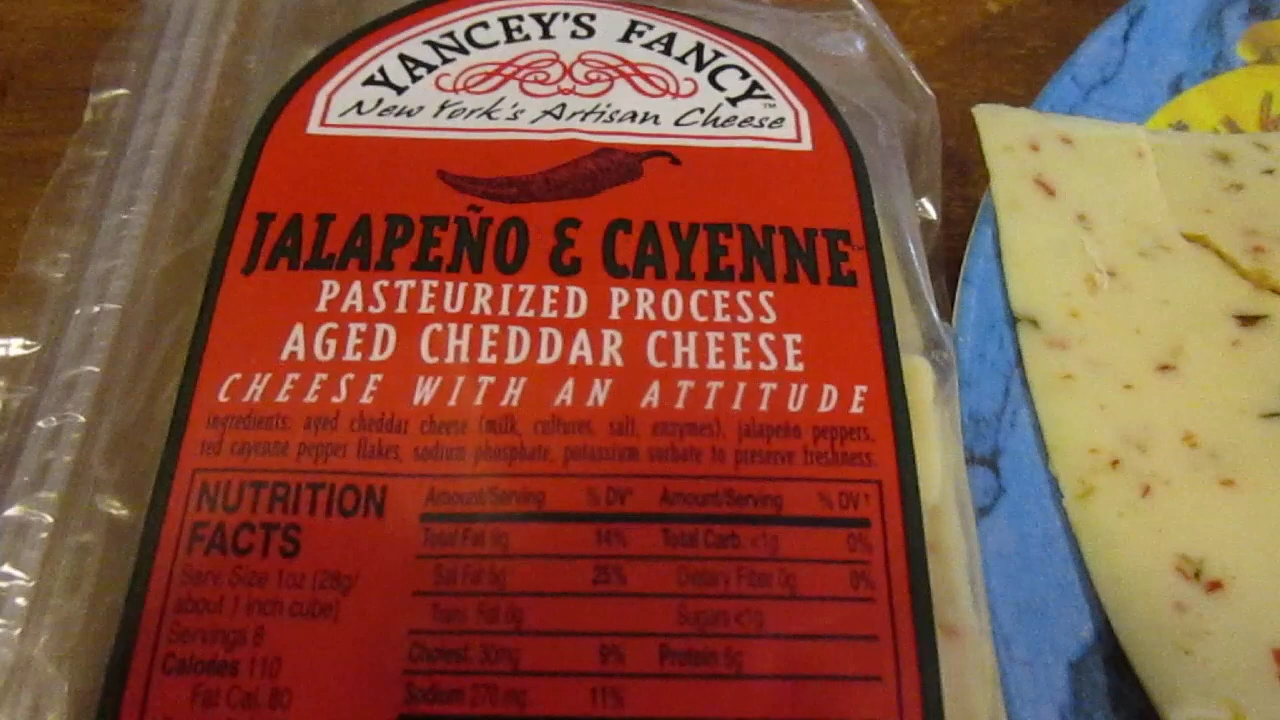 YANCEY'S FANCY™
New York's Artisan Cheese
JALAPEÑO & CAYENNE™
PASTEURIZED PROCESS
AGED CHEDDAR CHEESE
CHEESE WITH AN ATTITUDE
ingredients: aged cheddar cheese (milk, cultures, salt, enzymes), jalapeño peppers,
red cayenne pepper flakes, sodium phosphate, potassium sorbate to preserve freshness.
NUTRITION
FACTS
Serv. Size 1oz (28g/
about 1 inch cube)
Servings 8
Calories 110
Fat Cal. 80
Amount/Serving % DV* Amount/Serving % DV*
Total Fat 9g 14% Total Carb. <1g 0%
Sat Fat 5g 25% Dietary Fiber 0g 0%
Trans Fat 0g Sugars <1g
Cholest. 30mg 9% Protein 6g
Sodium 270 mg 11%